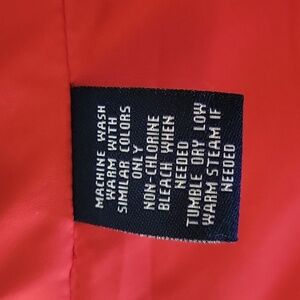 MACHINE WASH
WARM WITH
SIMILAR COLORS
ONLY
NON-CHLORINE
BLEACH WHEN
NEEDED
TUMBLE DRY LOW
WARM STEAM IF
NEEDED